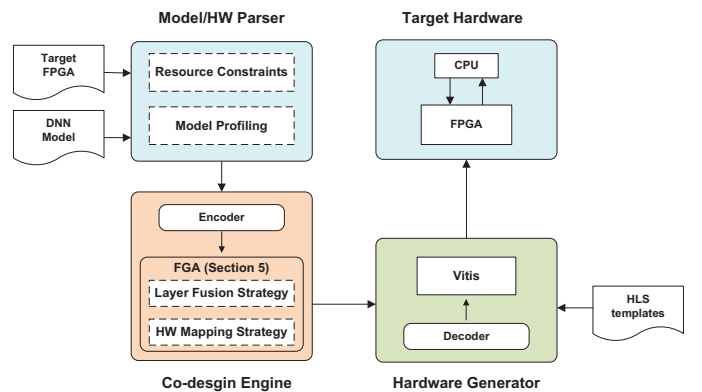 Model/HW Parser
Target Hardware
Target
FPGA
Resource Constraints
CPU
DNN
Model
Model Profiling
FPGA
Encoder
FGA (Section 5)
Layer Fusion Strategy
HW Mapping Strategy
Vitis
Decoder
HLS
templates
Co-desgin Engine
Hardware Generator